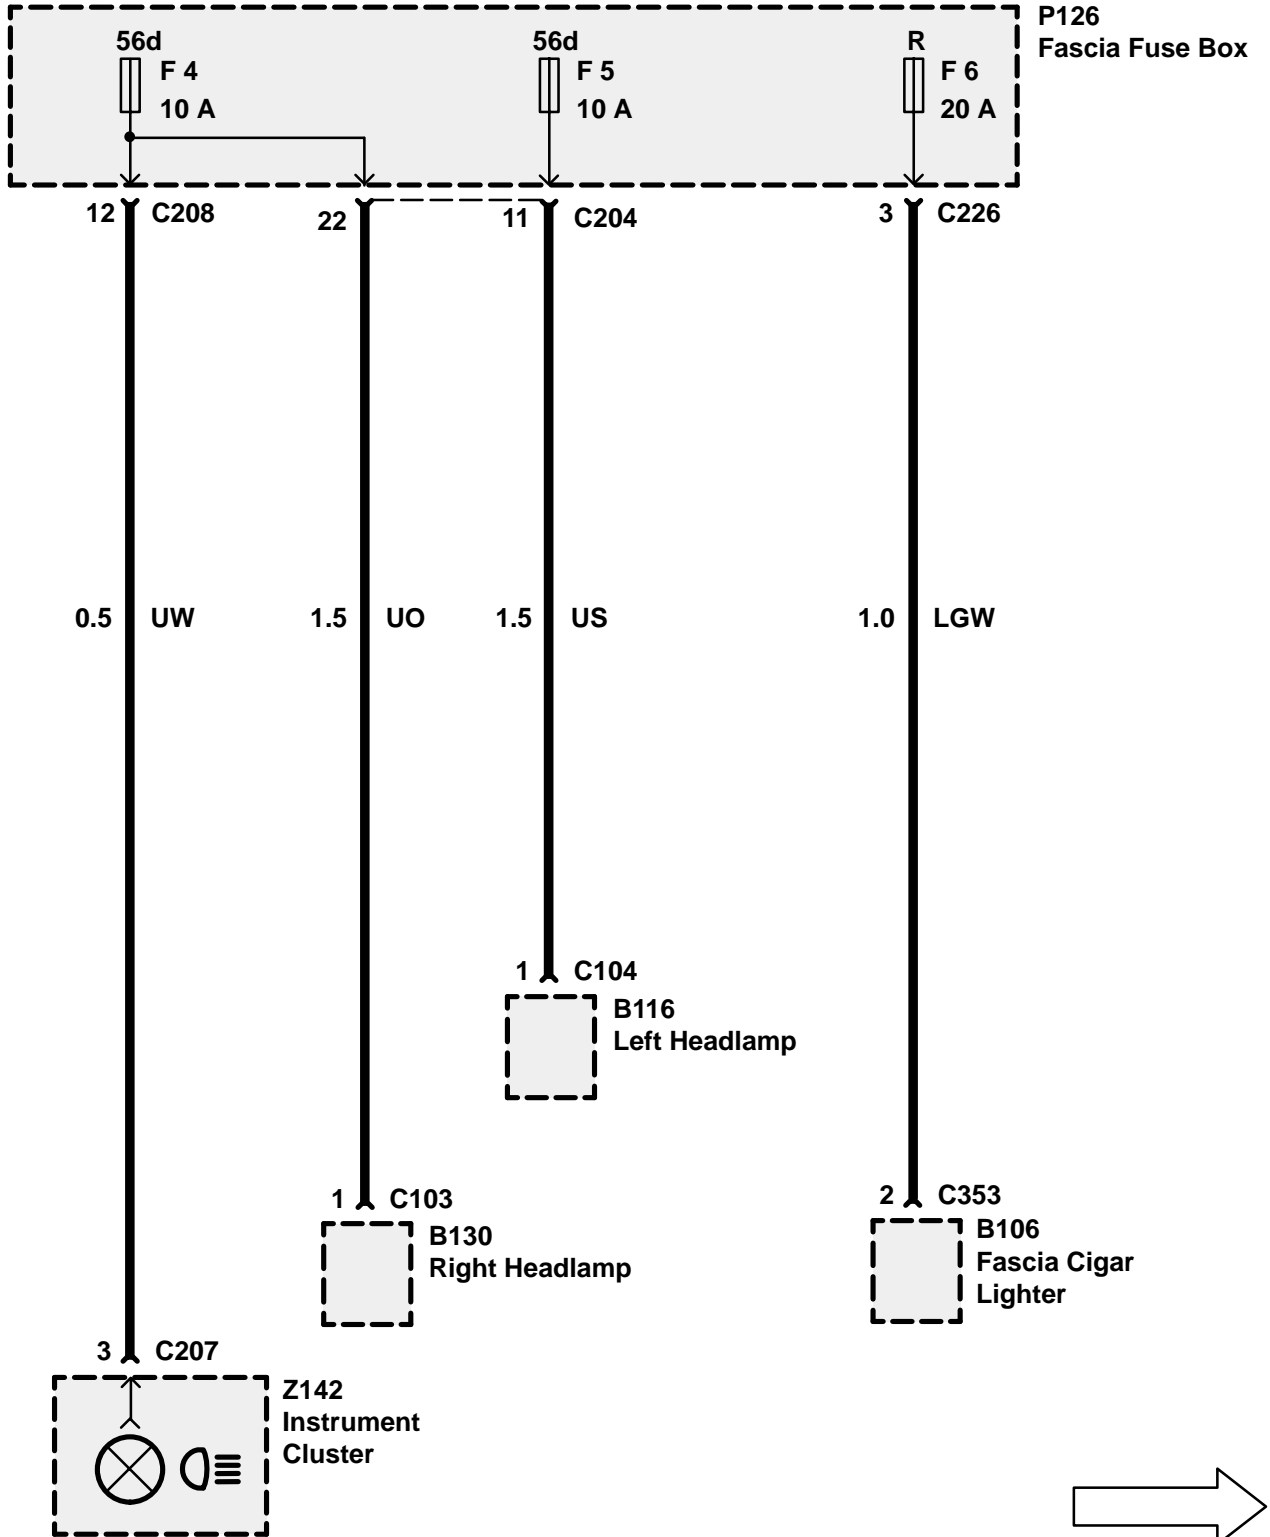 P126
Fascia Fuse Box
56d
F 4
10 A
56d
F 5
10 A
R
F 6
20 A
12 C208
22
11 C204
3 C226
0.5 UW
1.5 UO
1.5 US
1.0 LGW
1 C104
B116
Left Headlamp
1 C103
B130
Right Headlamp
2 C353
B106
Fascia Cigar
Lighter
3 C207
Z142
Instrument
Cluster